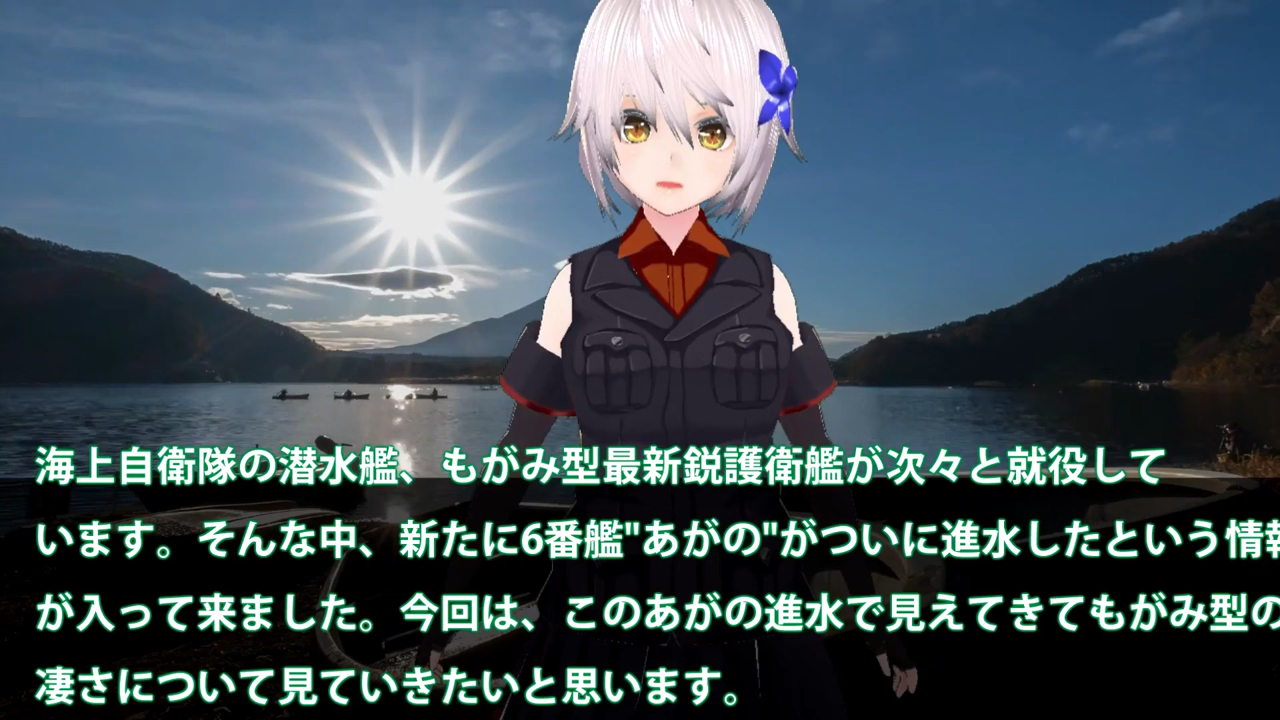 海上自衛隊の潜水艦、もがみ型最新鋭護衛艦が次々と就役して
います。そんな中、新たに6番艦"あがの"がついに進水したという情報
が入って来ました。今回は、このあがの進水で見えてきてもがみ型の
凄さについて見ていきたいと思います。